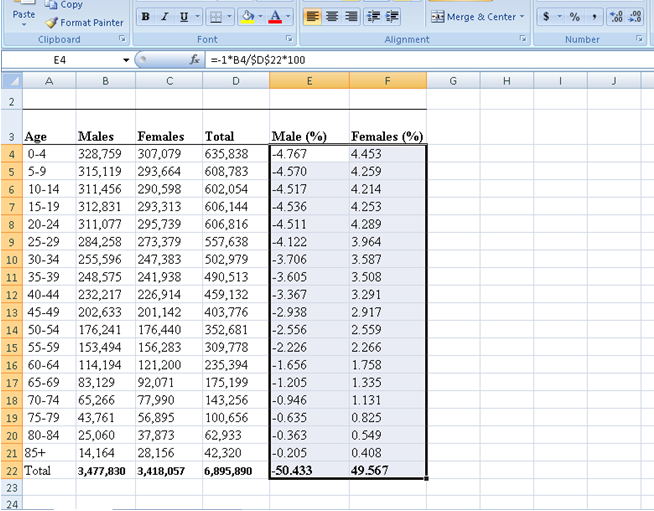 Copy
Paste Format Painter B I U A Merge & Center $ % , .0 .00 .00 .0
Clipboard Font Alignment Number
E4 fx =-1*B4/$D$22*100
A B C D E F G H I J
2
3 Age Males Females Total Male (%) Females (%)
4 0-4 328,759 307,079 635,838 -4.767 4.453
5 5-9 315,119 293,664 608,783 -4.570 4.259
6 10-14 311,456 290,598 602,054 -4.517 4.214
7 15-19 312,831 293,313 606,144 -4.536 4.253
8 20-24 311,077 295,739 606,816 -4.511 4.289
9 25-29 284,258 273,379 557,638 -4.122 3.964
10 30-34 255,596 247,383 502,979 -3.706 3.587
11 35-39 248,575 241,938 490,513 -3.605 3.508
12 40-44 232,217 226,914 459,132 -3.367 3.291
13 45-49 202,633 201,142 403,776 -2.938 2.917
14 50-54 176,241 176,440 352,681 -2.556 2.559
15 55-59 153,494 156,283 309,778 -2.226 2.266
16 60-64 114,194 121,200 235,394 -1.656 1.758
17 65-69 83,129 92,071 175,199 -1.205 1.335
18 70-74 65,266 77,990 143,256 -0.946 1.131
19 75-79 43,761 56,895 100,656 -0.635 0.825
20 80-84 25,060 37,873 62,933 -0.363 0.549
21 85+ 14,164 28,156 42,320 -0.205 0.408
22 Total 3,477,830 3,418,057 6,895,890 -50.433 49.567
23
24